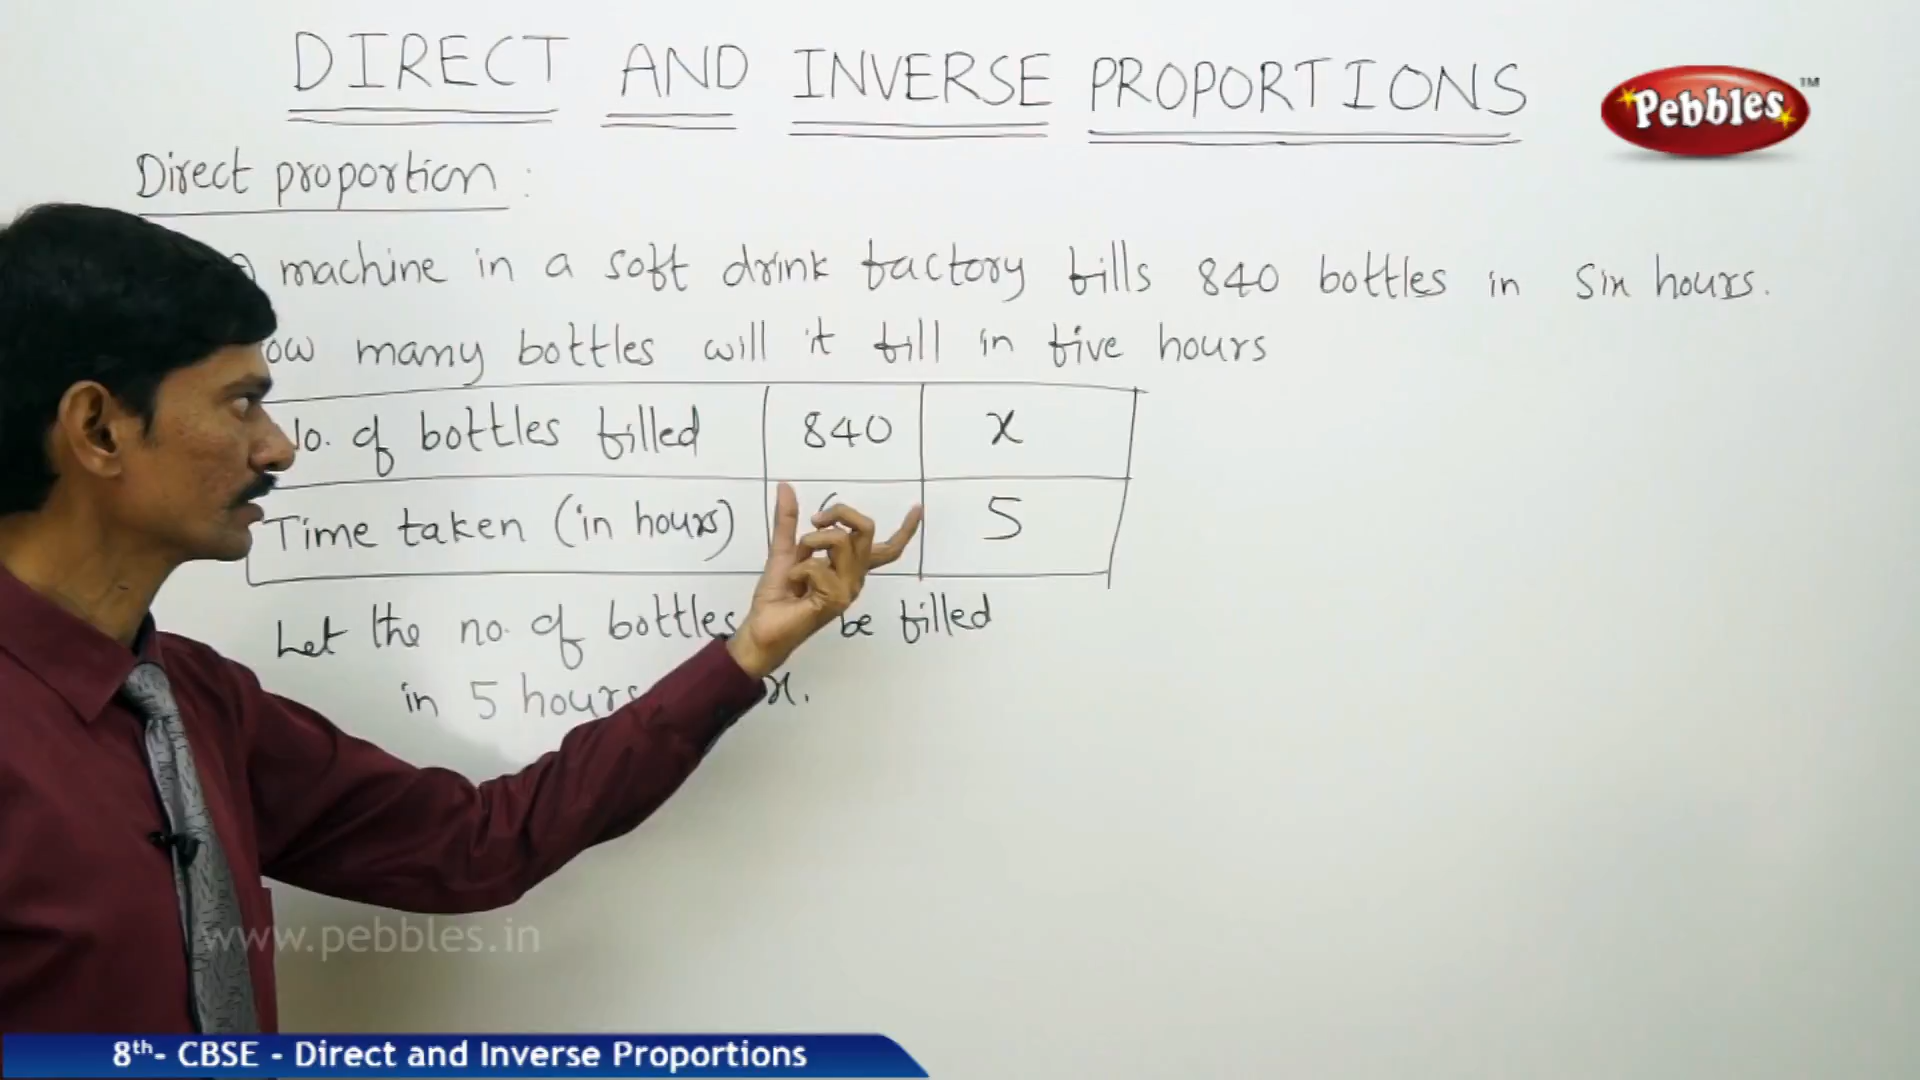 DIRECT AND INVERSE PROPORTIONS
Pebbles TM
Direct proportion :
machine in a soft drink factory fills 840 bottles in Six hours.
ow many bottles will it fill in five hours
No. of bottles filled 840 x
Time taken (in hours) 5
Let the no. of bottles be filled
in 5 hours x.
www.pebbles.in
8th- CBSE - Direct and Inverse Proportions